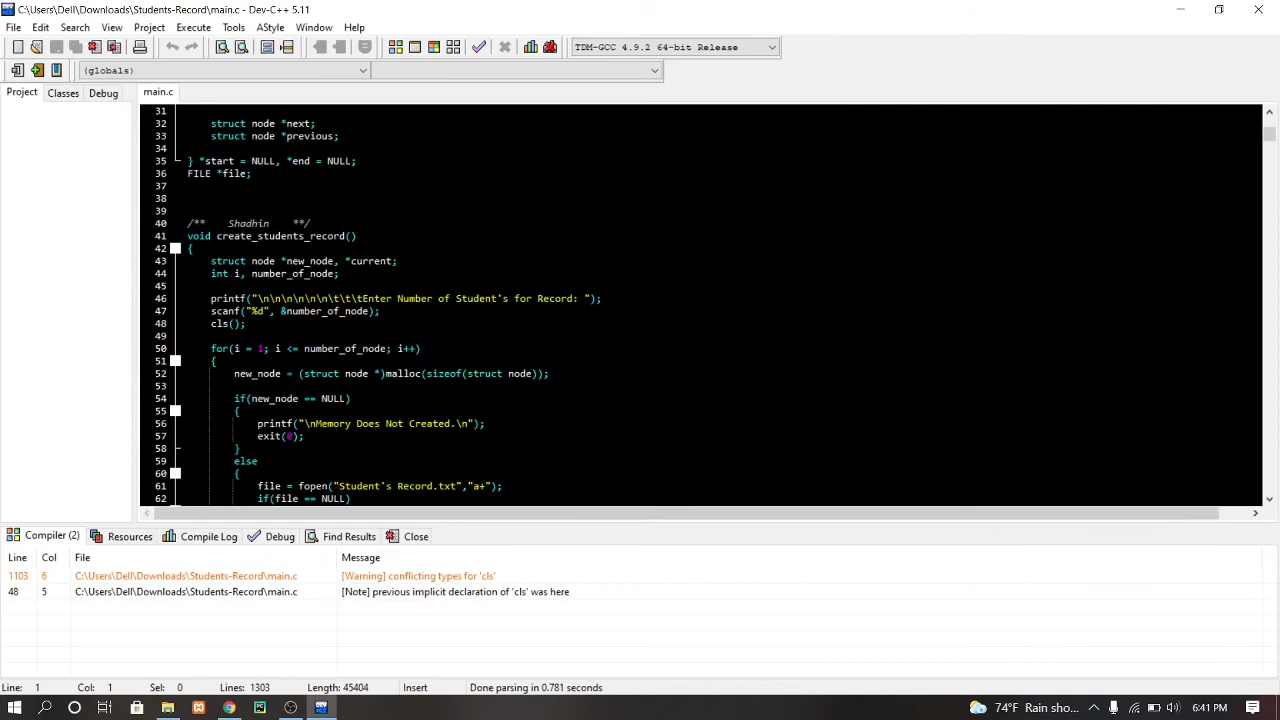 C:\Users\Dell\Downloads\Students-Record\main.c - Dev-C++ 5.11
File Edit Search View Project Execute Tools AStyle Window Help
TDM-GCC 4.9.2 64-bit Release
(globals)
Project Classes Debug main.c
31
32 struct node *next;
33 struct node *previous;
34
35 } *start = NULL, *end = NULL;
36 FILE *file;
37
38
39
40 /** Shadhin **/
41 void create_students_record()
42 {
43 struct node *new_node, *current;
44 int i, number_of_node;
45
46 printf("\n\n\n\n\n\n\t\t\tEnter Number of Student's for Record: ");
47 scanf("%d", &number_of_node);
48 cls();
49
50 for(i = 1; i <= number_of_node; i++)
51 {
52 new_node = (struct node *)malloc(sizeof(struct node));
53
54 if(new_node == NULL)
55 {
56 printf("\nMemory Does Not Created.\n");
57 exit(0);
58 }
59 else
60 {
61 file = fopen("Student's Record.txt","a+");
62 if(file == NULL)
Compiler (2) Resources Compile Log Debug Find Results Close
Line Col File Message
1103 6 C:\Users\Dell\Downloads\Students-Record\main.c [Warning] conflicting types for 'cls'
48 5 C:\Users\Dell\Downloads\Students-Record\main.c [Note] previous implicit declaration of 'cls' was here
Line: 1 Col: 1 Sel: 0 Lines: 1303 Length: 45404 Insert Done parsing in 0.781 seconds
74°F Rain sho... 6:41 PM